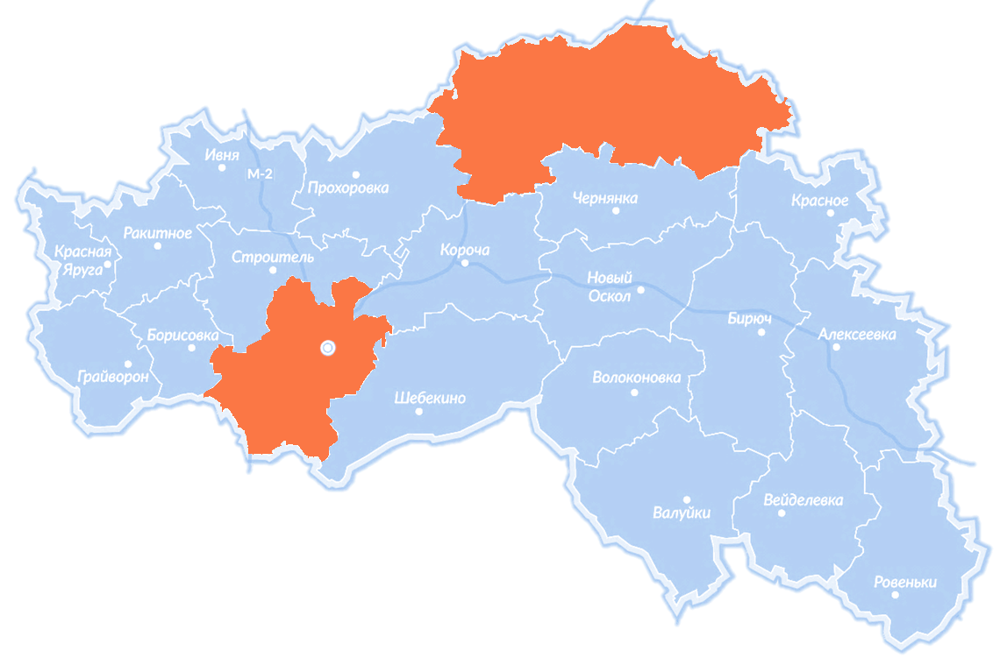 Ивня
М-2
Прохоровка
Чернянка
Красное
Ракитное
Красная
Яруга
Строитель
Короча
Новый
Оскол
Бирюч
Борисовка
Алексеевка
Грайворон
Волоконовка
Шебекино
Валуйки
Вейделевка
Ровеньки